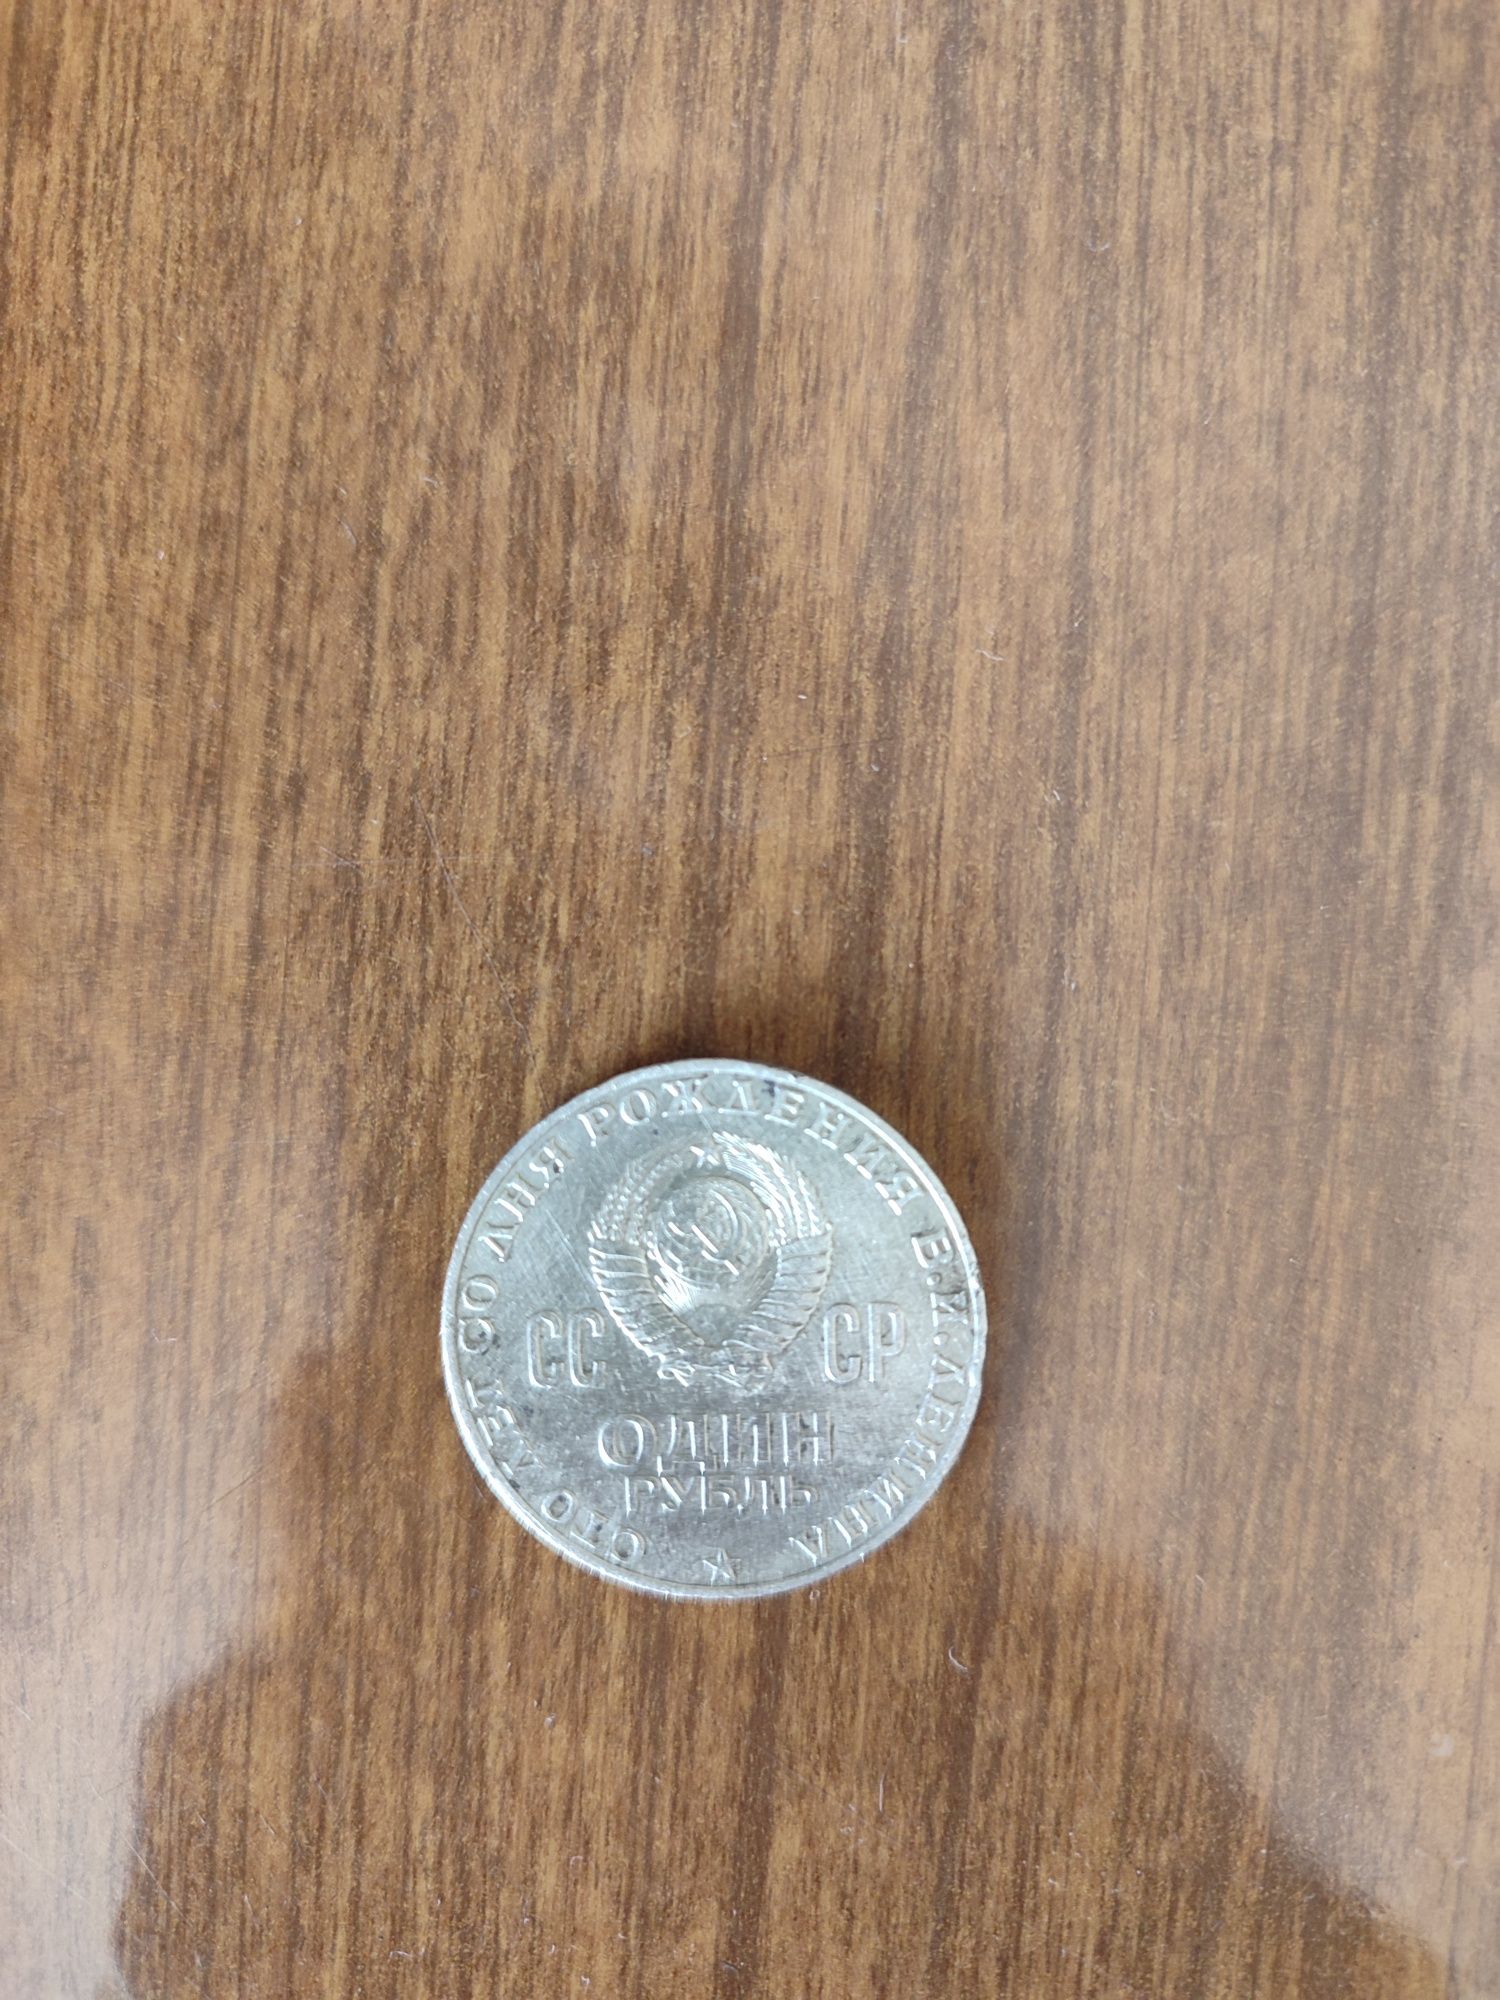 СТО ЛЕТ СО ДНЯ РОЖДЕНИЯ В.И.ЛЕНИНА
СС СР
ОДИН
РУБЛЬ